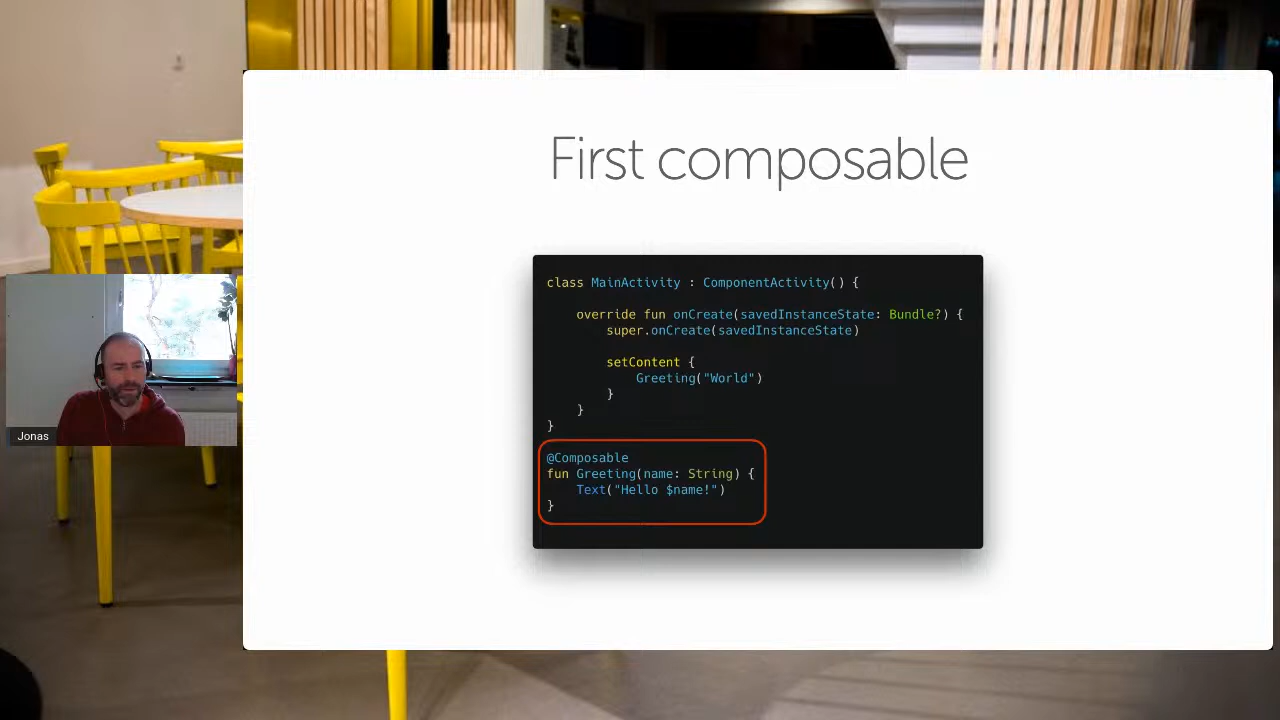 First composable
class MainActivity : ComponentActivity() {
override fun onCreate(savedInstanceState: Bundle?) {
super.onCreate(savedInstanceState)
setContent {
Greeting("World")
}
}
}
@Composable
fun Greeting(name: String) {
Text("Hello $name!")
}
Jonas